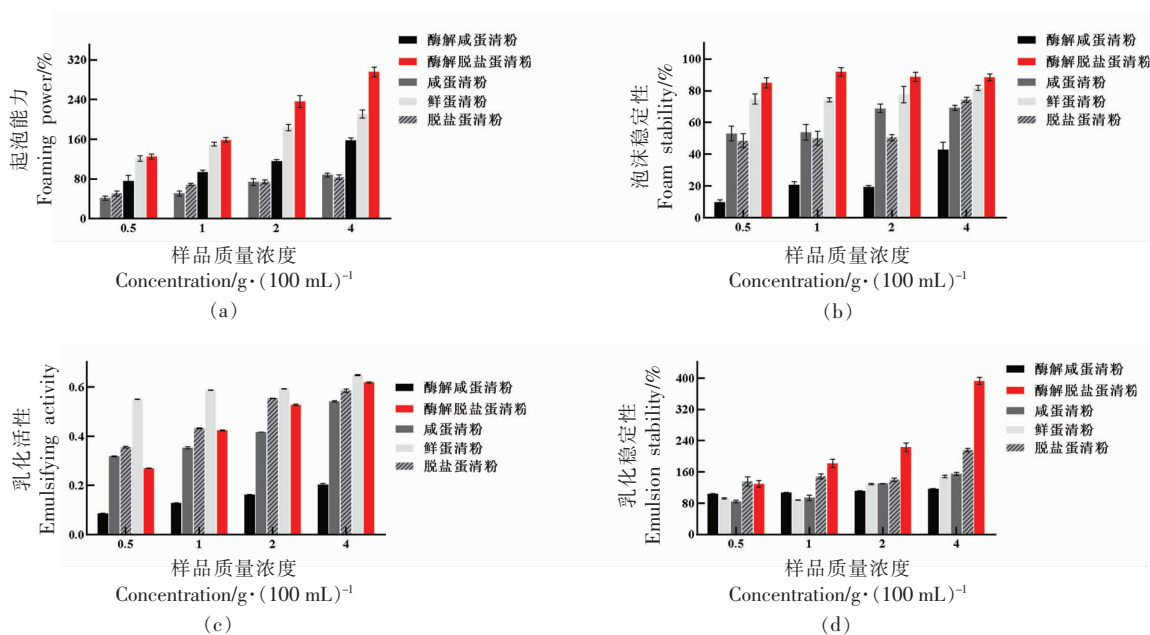 起泡能力
Foaming power/%
320
240
160
80
0
0.5 1 2 4
酶解咸蛋清粉
酶解脱盐蛋清粉
咸蛋清粉
鲜蛋清粉
脱盐蛋清粉
样品质量浓度
Concentration/g·(100 mL)⁻¹
(a)
泡沫稳定性
Foam stability/%
100
80
60
40
20
0
0.5 1 2 4
酶解咸蛋清粉
酶解脱盐蛋清粉
咸蛋清粉
鲜蛋清粉
脱盐蛋清粉
样品质量浓度
Concentration/g·(100 mL)⁻¹
(b)
乳化活性
Emulsifying activity
0.6
0.4
0.2
0.0
0.5 1 2 4
酶解咸蛋清粉
酶解脱盐蛋清粉
咸蛋清粉
鲜蛋清粉
脱盐蛋清粉
样品质量浓度
Concentration/g·(100 mL)⁻¹
(c)
乳化稳定性
Emulsion stability/%
400
320
240
160
80
0
0.5 1 2 4
酶解咸蛋清粉
酶解脱盐蛋清粉
咸蛋清粉
鲜蛋清粉
脱盐蛋清粉
样品质量浓度
Concentration/g·(100 mL)⁻¹
(d)